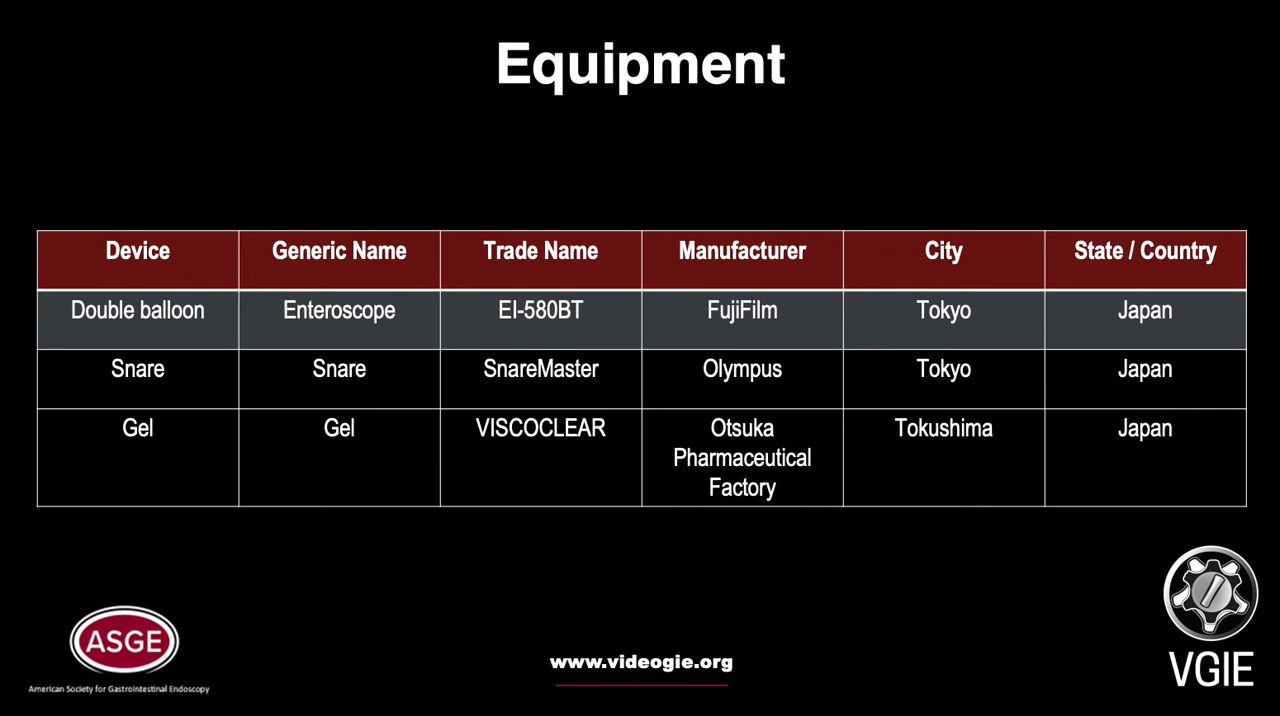 Equipment
Device Generic Name Trade Name Manufacturer City State / Country
Double balloon Enteroscope EI-580BT FujiFilm Tokyo Japan
Snare Snare SnareMaster Olympus Tokyo Japan
Gel Gel VISCOCLEAR Otsuka Tokushima Japan
Pharmaceutical
Factory
ASGE
American Society for Gastrointestinal Endoscopy
www.videogie.org
VGIE